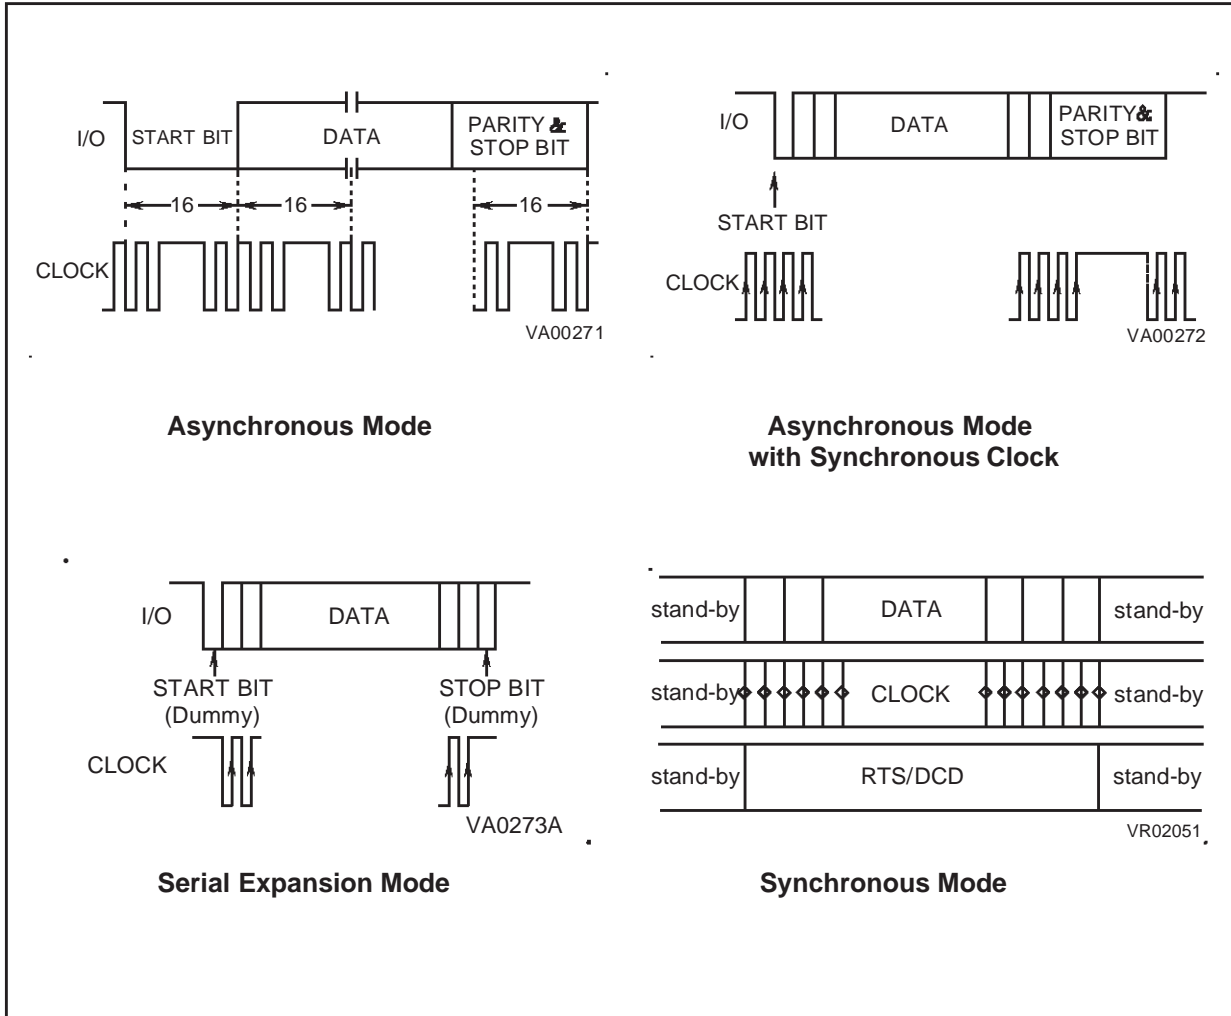 I/O
START BIT
DATA
PARITY &
STOP BIT
16
16
16
CLOCK
VA00271
Asynchronous Mode
I/O
DATA
PARITY&
STOP BIT
START BIT
CLOCK
VA00272
Asynchronous Mode
with Synchronous Clock
I/O
DATA
START BIT
(Dummy)
STOP BIT
(Dummy)
CLOCK
VA0273A
Serial Expansion Mode
stand-by
DATA
stand-by
stand-by
CLOCK
stand-by
stand-by
RTS/DCD
stand-by
VR02051
Synchronous Mode